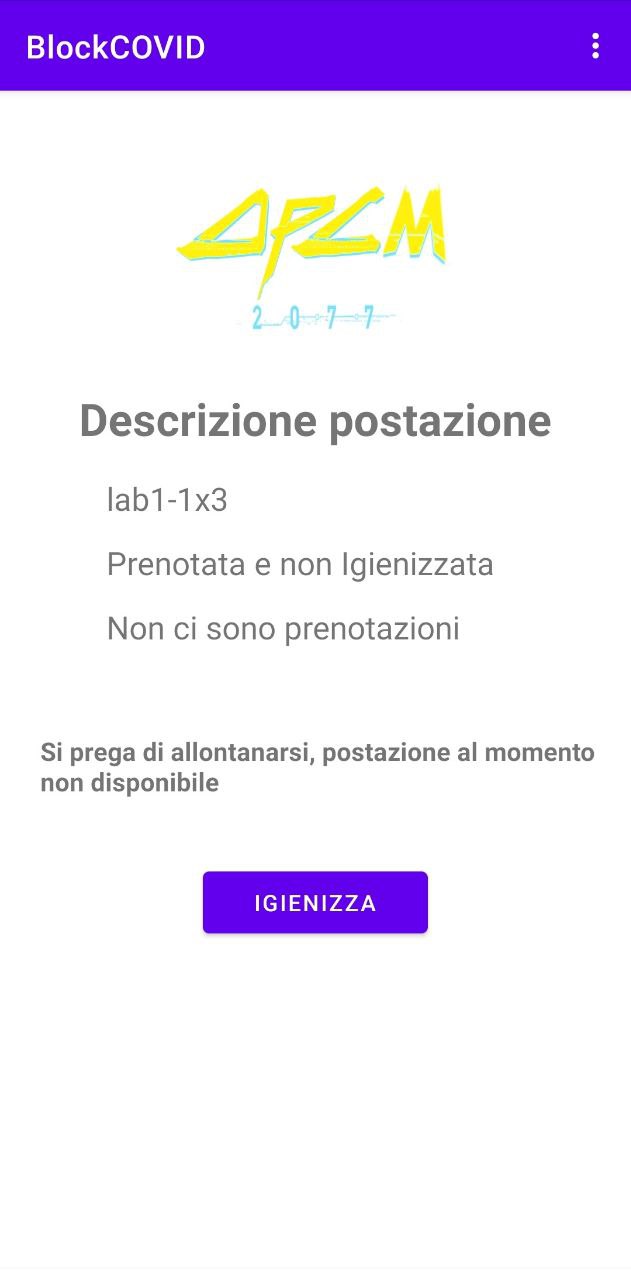 BlockCOVID
APCM
2077
Descrizione postazione
lab1-1x3
Prenotata e non Igienizzata
Non ci sono prenotazioni
Si prega di allontanarsi, postazione al momento
non disponibile
IGIENIZZA